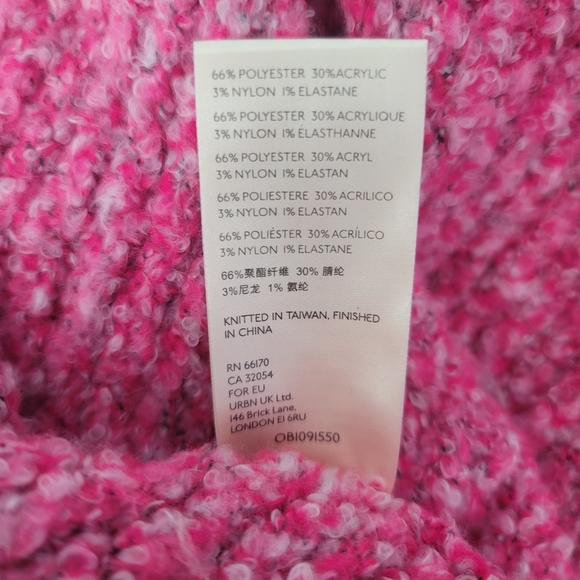 66% POLYESTER 30% ACRYLIC
3% NYLON 1% ELASTANE
66% POLYESTER 30% ACRYLIQUE
3% NYLON 1% ÉLASTHANNE
66% POLYESTER 30% ACRYL
3% NYLON 1% ELASTAN
66% POLIESTERE 30% ACRILICO
3% NYLON 1% ELASTAN
66% POLIÉSTER 30% ACRÍLICO
3% NYLON 1% ELASTANE
66%聚酯纤维 30% 腈纶
3%尼龙 1% 氨纶
KNITTED IN TAIWAN, FINISHED
IN CHINA
RN 66170
CA 32054
FOR EU
URBN UK Ltd.
146 Brick Lane,
LONDON E1 6RU
OB1091550